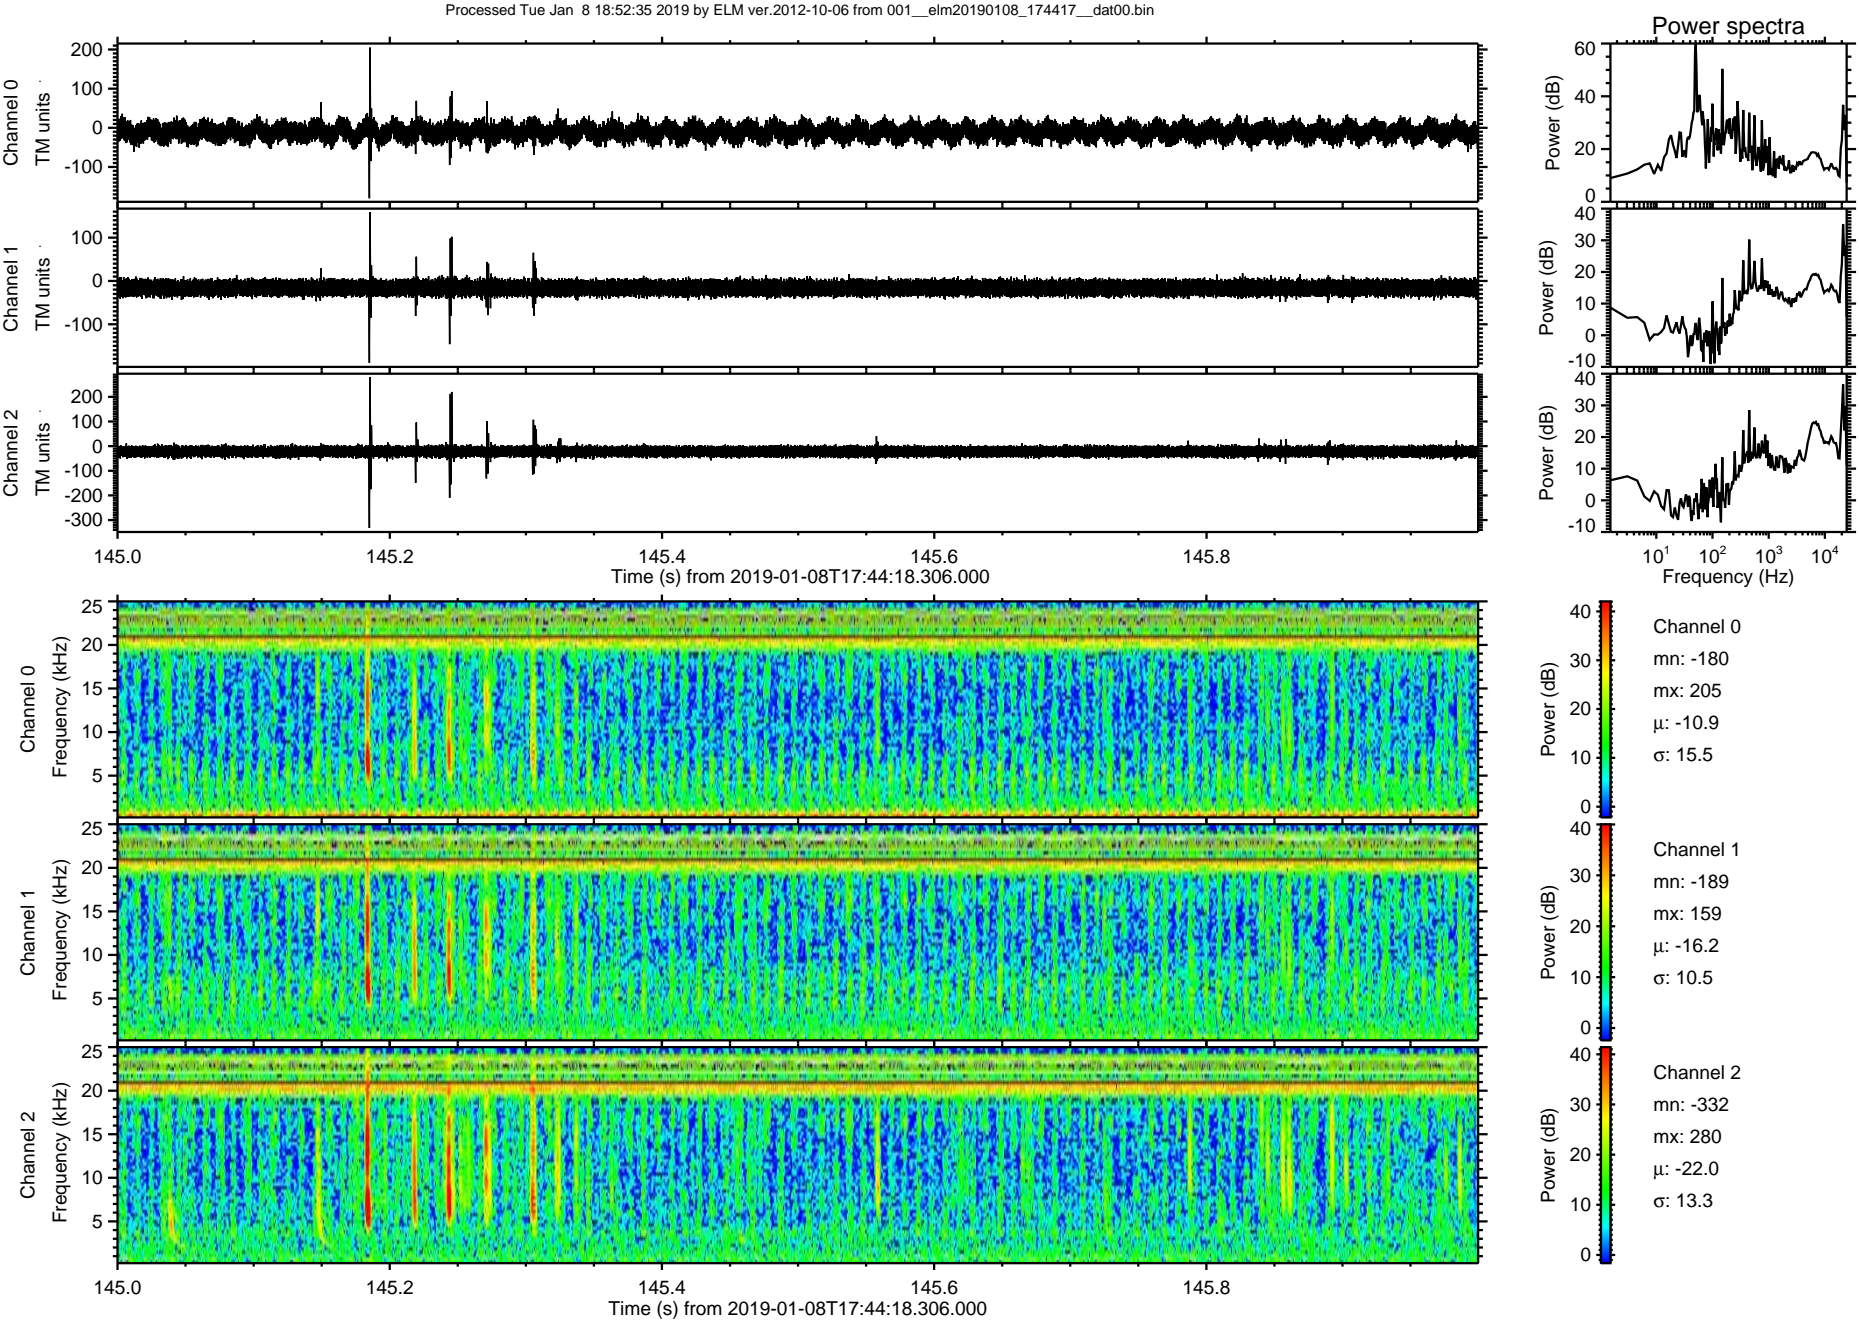 Processed Tue Jan  8 18:52:35 2019 by ELM ver.2012-10-06 from 001__elm20190108_174417__dat00.bin
Power spectra
Channel 0
TM units
200
100
0
-100
Power (dB)
60
40
20
0
Channel 1
TM units
100
0
-100
Power (dB)
40
30
20
10
0
-10
Channel 2
TM units
200
100
0
-100
-200
-300
Power (dB)
40
30
20
10
0
-10
145.0 145.2 145.4 145.6 145.8
Time (s) from 2019-01-08T17:44:18.306.000
10¹ 10² 10³ 10⁴
Frequency (Hz)
Channel 0
Frequency (kHz)
25
20
15
10
5
Power (dB)
40
30
20
10
0
Channel 0
mn: -180
mx: 205
μ: -10.9
σ: 15.5
Channel 1
Frequency (kHz)
25
20
15
10
5
Power (dB)
40
30
20
10
0
Channel 1
mn: -189
mx: 159
μ: -16.2
σ: 10.5
Channel 2
Frequency (kHz)
25
20
15
10
5
Power (dB)
40
30
20
10
0
Channel 2
mn: -332
mx: 280
μ: -22.0
σ: 13.3
145.0 145.2 145.4 145.6 145.8
Time (s) from 2019-01-08T17:44:18.306.000